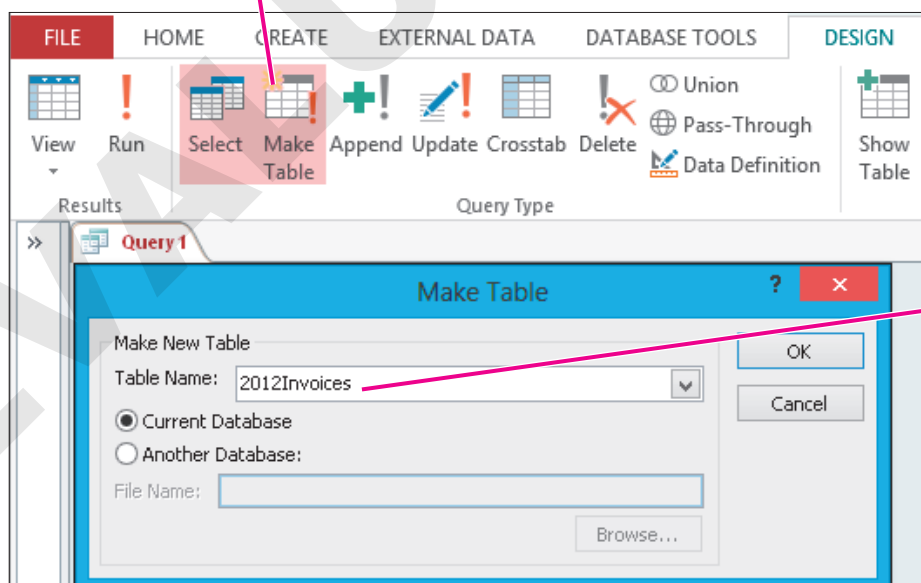 FILE HOME CREATE EXTERNAL DATA DATABASE TOOLS DESIGN
View Run Select Make Table Append Update Crosstab Delete Union Pass-Through Data Definition Show Table
Results Query Type
» Query1
Make Table ? ×
Make New Table
Table Name: 2012Invoices
OK
Current Database
Cancel
Another Database:
File Name:
Browse...